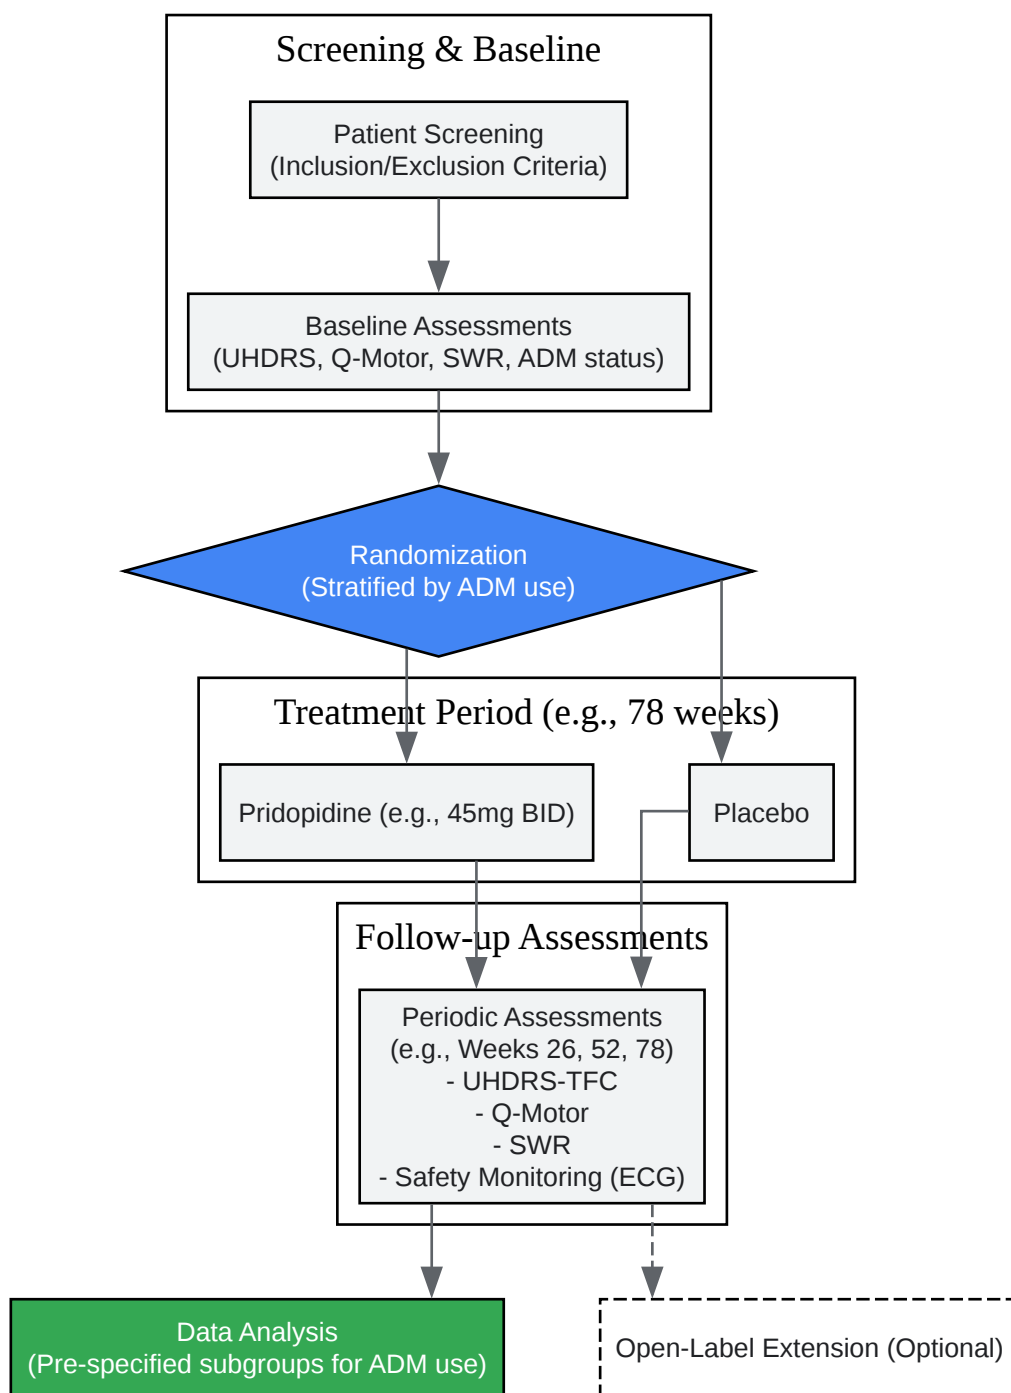 Screening & Baseline
Patient Screening
(Inclusion/Exclusion Criteria)
Baseline Assessments
(UHDRS, Q-Motor, SWR, ADM status)
Randomization
(Stratified by ADM use)
Treatment Period (e.g., 78 weeks)
Pridopidine (e.g., 45mg BID)
Placebo
Follow-up Assessments
Periodic Assessments
(e.g., Weeks 26, 52, 78)
- UHDRS-TFC
- Q-Motor
- SWR
- Safety Monitoring (ECG)
Data Analysis
(Pre-specified subgroups for ADM use)
Open-Label Extension (Optional)